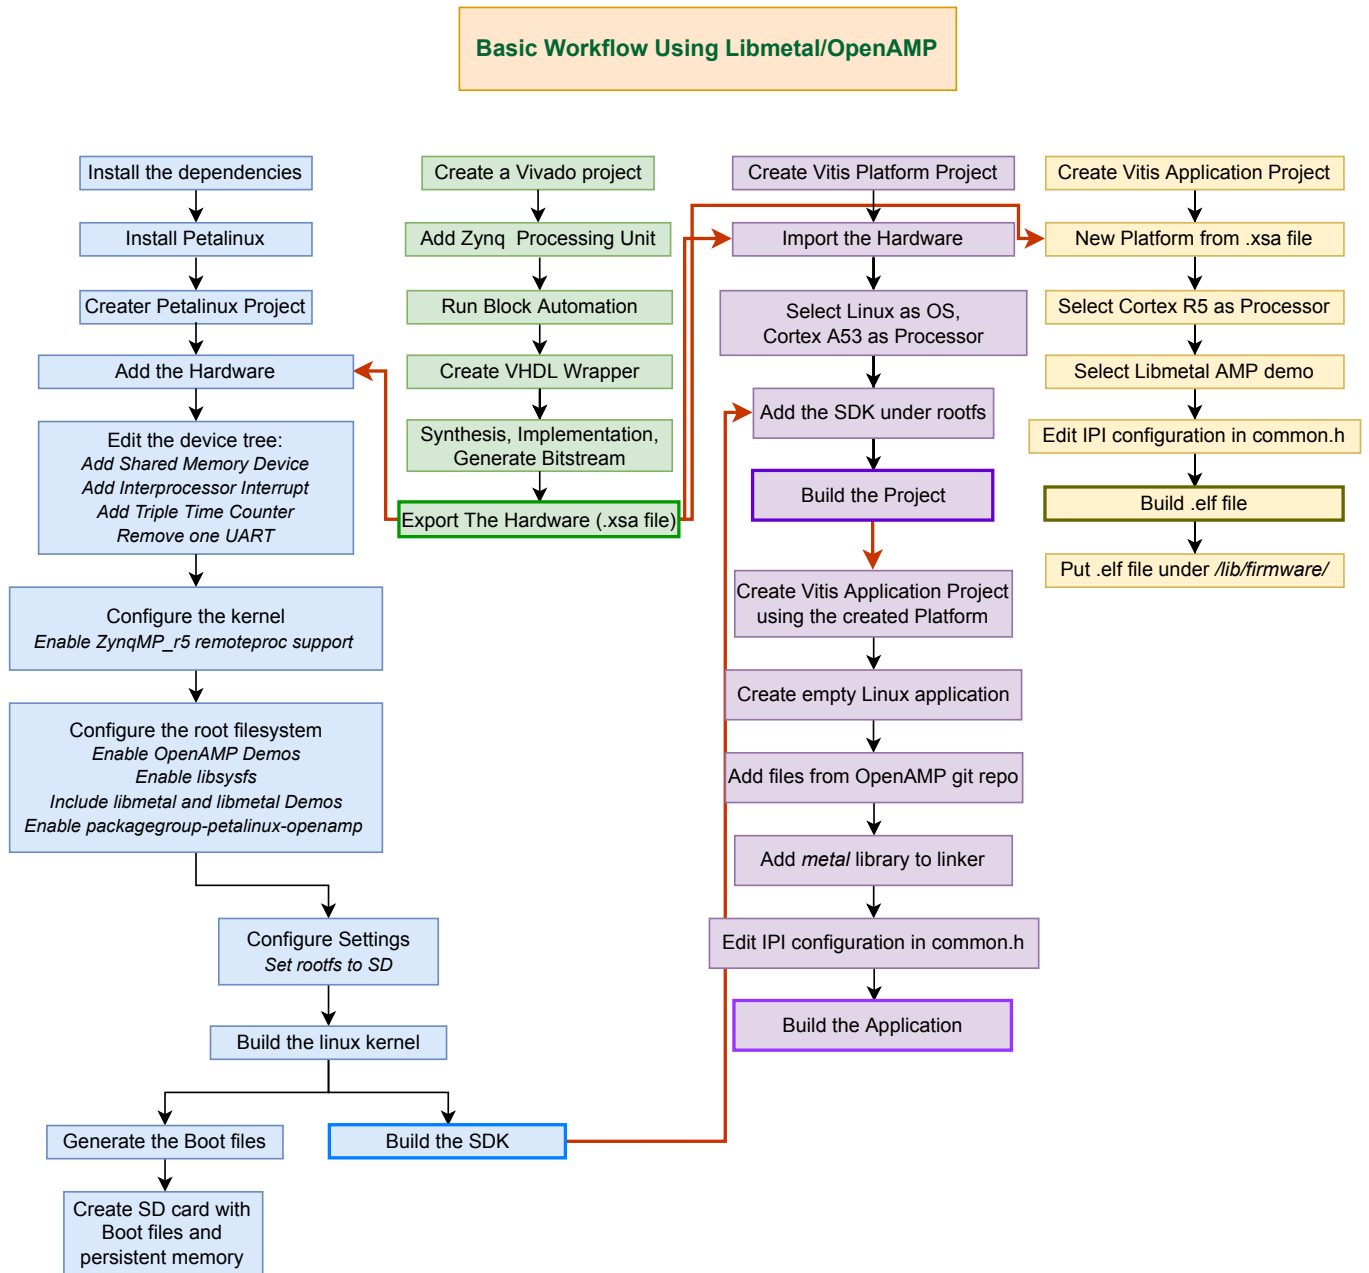 Basic Workflow Using Libmetal/OpenAMP
Install the dependencies
Install Petalinux
Creater Petalinux Project
Add the Hardware
Edit the device tree:
Add Shared Memory Device
Add Interprocessor Interrupt
Add Triple Time Counter
Remove one UART
Configure the kernel
Enable ZynqMP_r5 remoteproc support
Configure the root filesystem
Enable OpenAMP Demos
Enable libsysfs
Include libmetal and libmetal Demos
Enable packagegroup-petalinux-openamp
Configure Settings
Set rootfs to SD
Build the linux kernel
Generate the Boot files
Create SD card with
Boot files and
persistent memory
Build the SDK
Create a Vivado project
Add Zynq Processing Unit
Run Block Automation
Create VHDL Wrapper
Synthesis, Implementation,
Generate Bitstream
Export The Hardware (.xsa file)
Create Vitis Platform Project
Import the Hardware
Select Linux as OS,
Cortex A53 as Processor
Add the SDK under rootfs
Build the Project
Create Vitis Application Project
using the created Platform
Create empty Linux application
Add files from OpenAMP git repo
Add metal library to linker
Edit IPI configuration in common.h
Build the Application
Create Vitis Application Project
New Platform from .xsa file
Select Cortex R5 as Processor
Select Libmetal AMP demo
Edit IPI configuration in common.h
Build .elf file
Put .elf file under /lib/firmware/